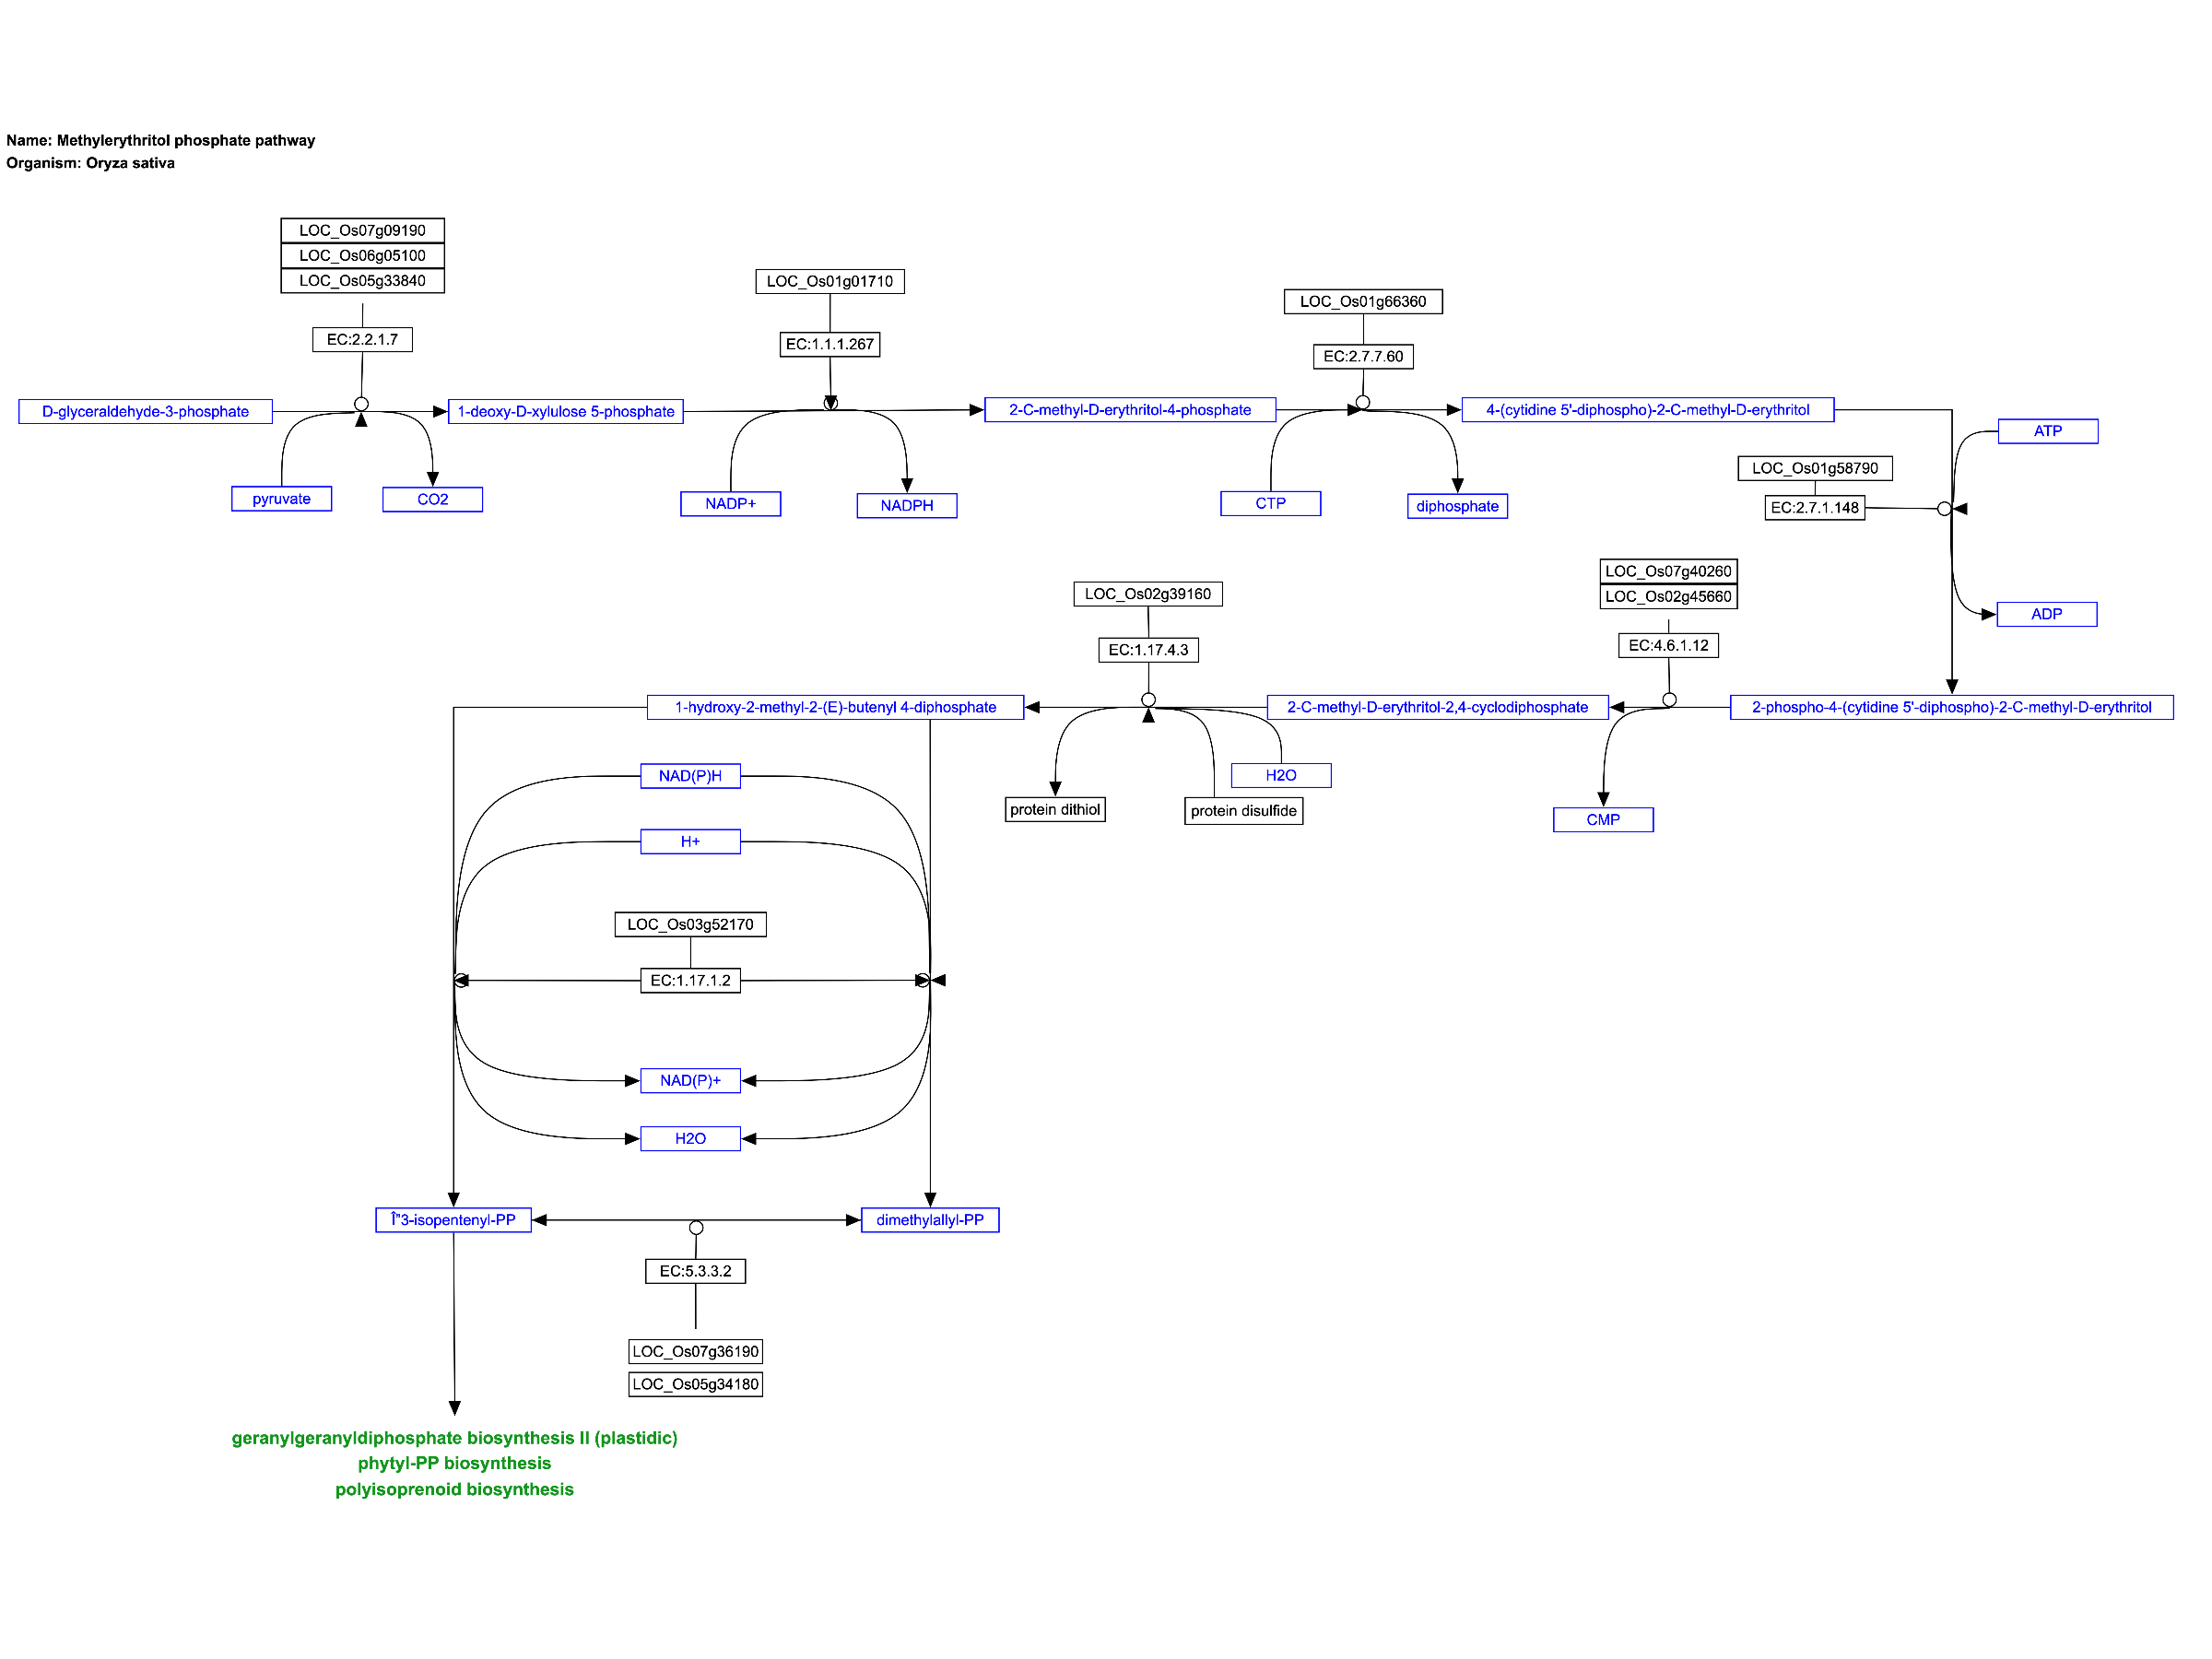 Name: Methylerythritol phosphate pathway
Organism: Oryza sativa
LOC_Os07g09190
LOC_Os06g05100
LOC_Os05g33840
EC:2.2.1.7
LOC_Os01g01710
EC:1.1.1.267
LOC_Os01g66360
EC:2.7.7.60
D-glyceraldehyde-3-phosphate
1-deoxy-D-xylulose 5-phosphate
2-C-methyl-D-erythritol-4-phosphate
4-(cytidine 5'-diphospho)-2-C-methyl-D-erythritol
pyruvate
CO2
NADP+
NADPH
CTP
diphosphate
ATP
LOC_Os01g58790
EC:2.7.1.148
ADP
LOC_Os07g40260
LOC_Os02g45660
EC:4.6.1.12
LOC_Os02g39160
EC:1.17.4.3
1-hydroxy-2-methyl-2-(E)-butenyl 4-diphosphate
2-C-methyl-D-erythritol-2,4-cyclodiphosphate
2-phospho-4-(cytidine 5'-diphospho)-2-C-methyl-D-erythritol
NAD(P)H
H2O
protein dithiol
protein disulfide
CMP
H+
LOC_Os03g52170
EC:1.17.1.2
NAD(P)+
H2O
Î"3-isopentenyl-PP
dimethylallyl-PP
EC:5.3.3.2
LOC_Os07g36190
LOC_Os05g34180
geranylgeranyldiphosphate biosynthesis II (plastidic)
phytyl-PP biosynthesis
polyisoprenoid biosynthesis